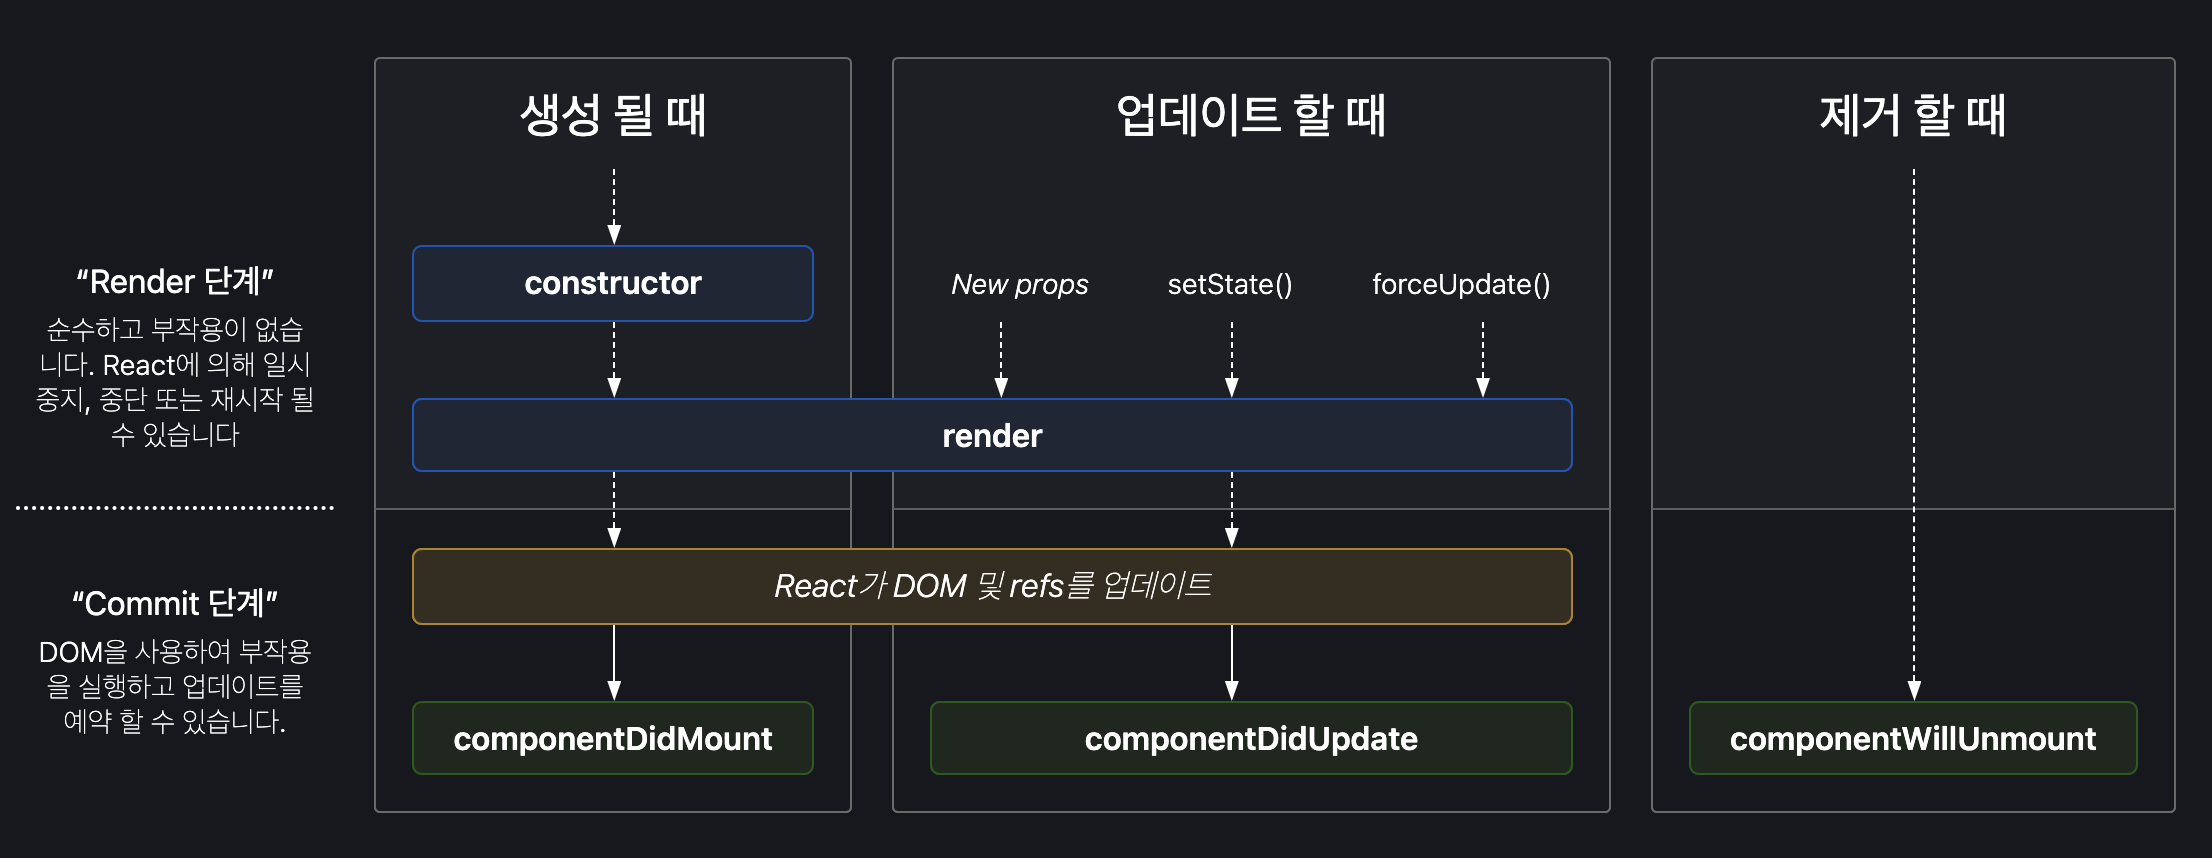 생성 될 때
업데이트 할 때
제거 할 때
“Render 단계”
순수하고 부작용이 없습
니다. React에 의해 일시
중지, 중단 또는 재시작 될
수 있습니다
constructor
New props
setState()
forceUpdate()
render
“Commit 단계”
DOM을 사용하여 부작용
을 실행하고 업데이트를
예약 할 수 있습니다.
React가 DOM 및 refs를 업데이트
componentDidMount
componentDidUpdate
componentWillUnmount